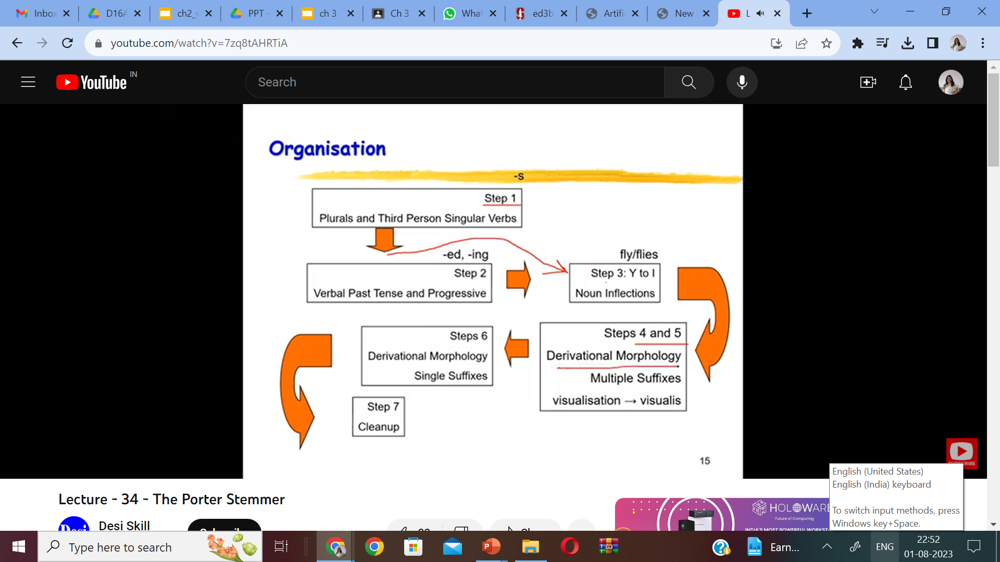 Inbox
D16A
ch2_v
PPT -
ch 3
Ch 3
What
ed3b
Artifi
New
L
youtube.com/watch?v=7zq8tAHRTiA
YouTube IN
Search
Organisation
-s
Step 1
Plurals and Third Person Singular Verbs
-ed, -ing
fly/flies
Step 2
Verbal Past Tense and Progressive
Step 3: Y to I
Noun Inflections
Steps 4 and 5
Derivational Morphology
Multiple Suffixes
visualisation → visualis
Steps 6
Derivational Morphology
Single Suffixes
Step 7
Cleanup
15
SUBSCRIBE
English (United States)
English (India) keyboard
To switch input methods, press
Windows key+Space.
Lecture - 34 - The Porter Stemmer
Desi Skill
HOLOWARE
Future of Computing
INDIA'S MOST POWERFUL WORKST
Type here to search
Earn...
ENG
22:52
01-08-2023